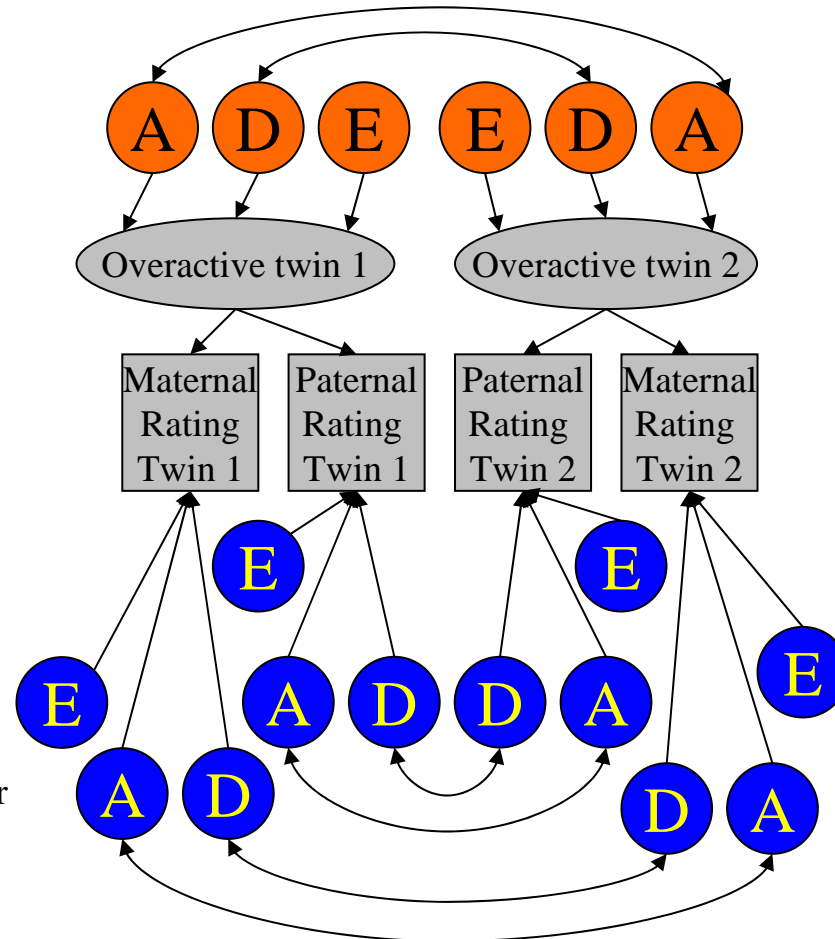 A D E E D A
Overactive twin 1 Overactive twin 2
Maternal Paternal Paternal Maternal
Rating Rating Rating Rating
Twin 1 Twin 1 Twin 2 Twin 2
E E
E A D D A E
r A D D A